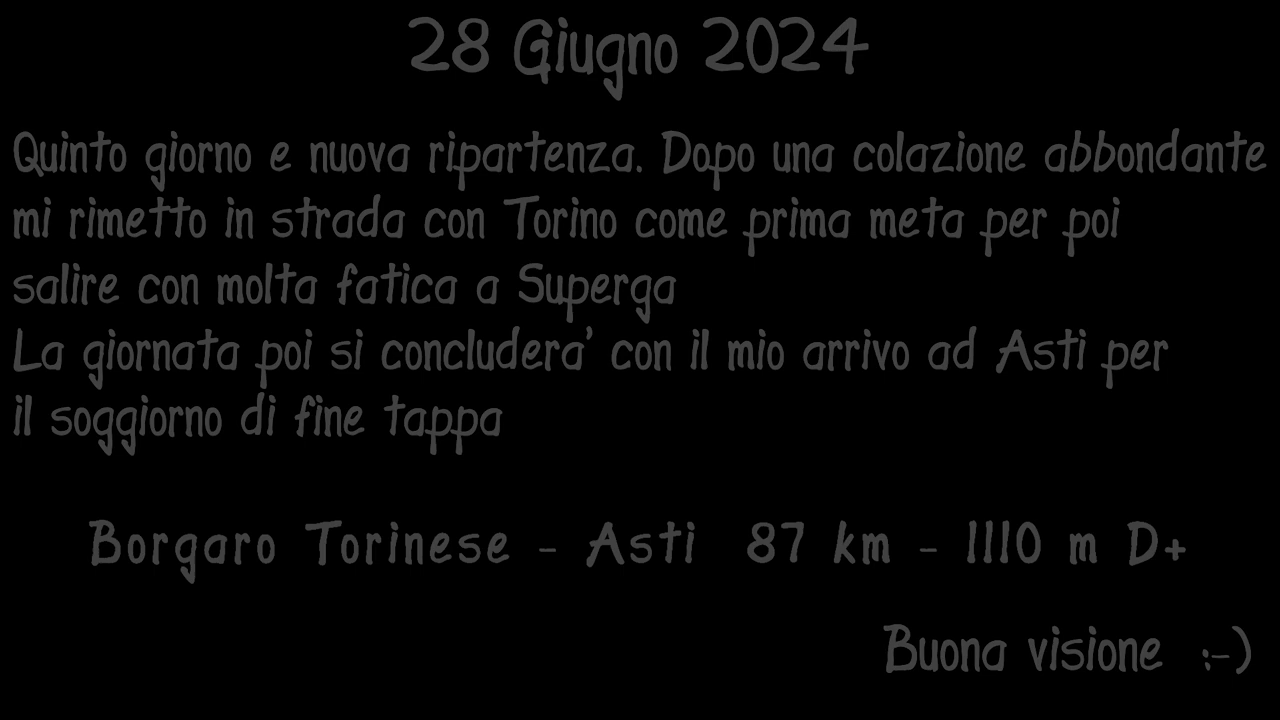 28 Giugno 2024
Quinto giorno e nuova ripartenza. Dopo una colazione abbondante
mi rimetto in strada con Torino come prima meta per poi
salire con molta fatica a Superga
La giornata poi si concludera' con il mio arrivo ad Asti per
il soggiorno di fine tappa
Borgaro Torinese - Asti 87 km - 1110 m D+
Buona visione :-)